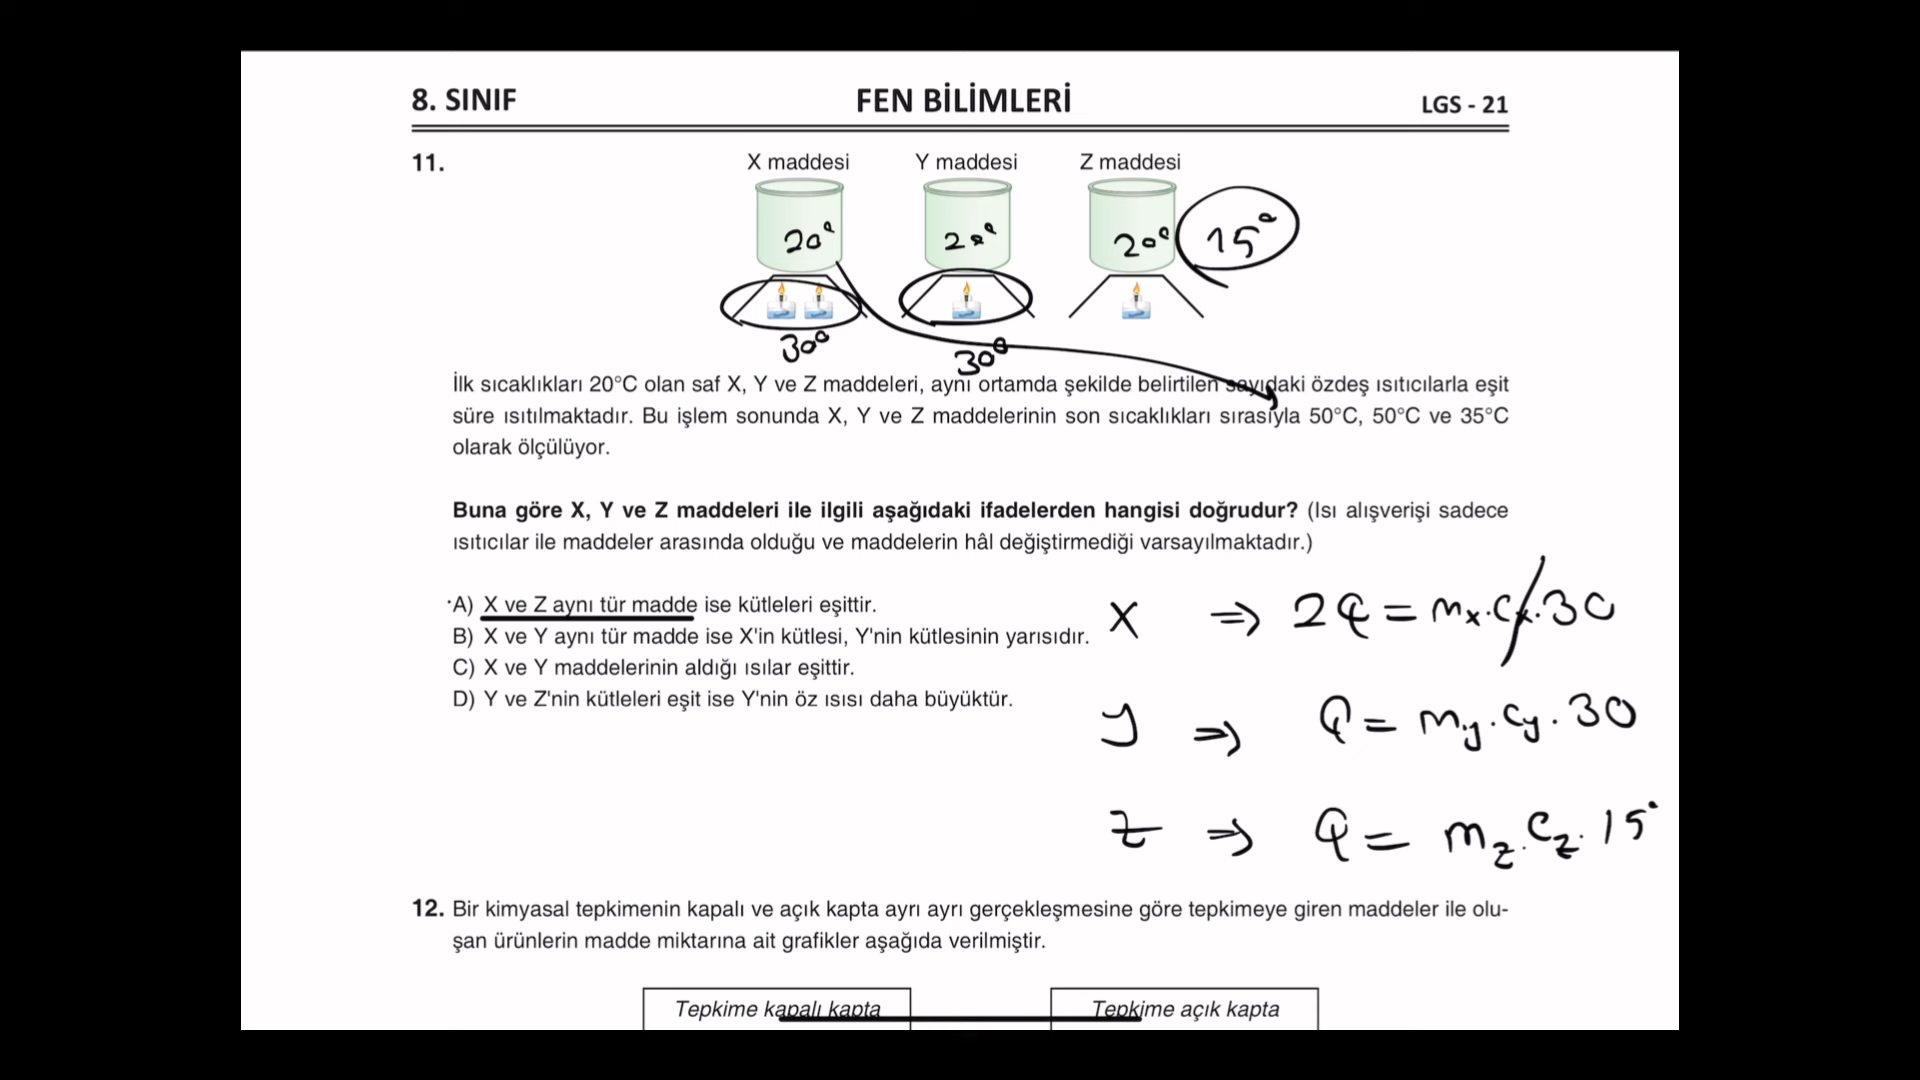 8. SINIF FEN BİLİMLERİ LGS - 21
11.
X maddesi Y maddesi Z maddesi
20° 20° 20° 15°
30° 30°
İlk sıcaklıkları 20°C olan saf X, Y ve Z maddeleri, aynı ortamda şekilde belirtilen sayıdaki özdeş ısıtıcılarla eşit
süre ısıtılmaktadır. Bu işlem sonunda X, Y ve Z maddelerinin son sıcaklıkları sırasıyla 50°C, 50°C ve 35°C
olarak ölçülüyor.
Buna göre X, Y ve Z maddeleri ile ilgili aşağıdaki ifadelerden hangisi doğrudur? (Isı alışverişi sadece
ısıtıcılar ile maddeler arasında olduğu ve maddelerin hâl değiştirmediği varsayılmaktadır.)
A) X ve Z aynı tür madde ise kütleleri eşittir.
B) X ve Y aynı tür madde ise X'in kütlesi, Y'nin kütlesinin yarısıdır.
C) X ve Y maddelerinin aldığı ısılar eşittir.
D) Y ve Z'nin kütleleri eşit ise Y'nin öz ısısı daha büyüktür.
X ⇒ 2Q = mx.cx.30
Y ⇒ Q = my.cy.30
Z ⇒ Q = mz.cz.15°
12. Bir kimyasal tepkimenin kapalı ve açık kapta ayrı ayrı gerçekleşmesine göre tepkimeye giren maddeler ile olu-
şan ürünlerin madde miktarına ait grafikler aşağıda verilmiştir.
Tepkime kapalı kapta Tepkime açık kapta